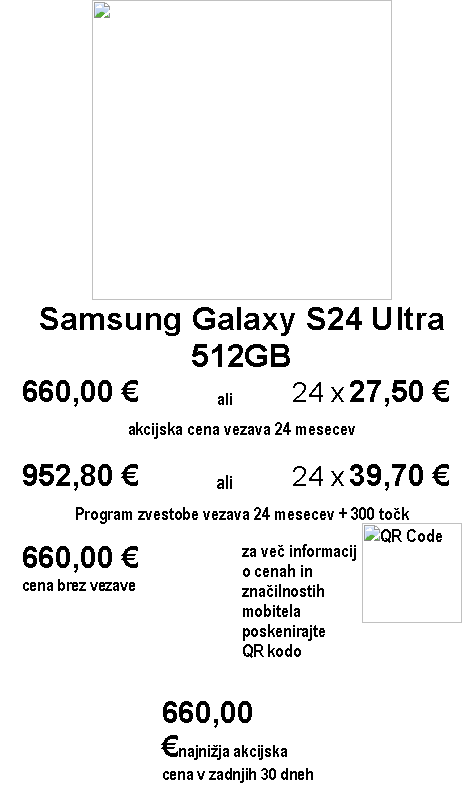 Samsung Galaxy S24 Ultra
512GB
660,00 € ali 24 x 27,50 €
akcijska cena vezava 24 mesecev
952,80 € ali 24 x 39,70 €
Program zvestobe vezava 24 mesecev + 300 točk
660,00 €
cena brez vezave
za več informacij
o cenah in
značilnostih
mobitela
poskenirajte
QR kodo
QR Code
660,00
€najnižja akcijska
cena v zadnjih 30 dneh